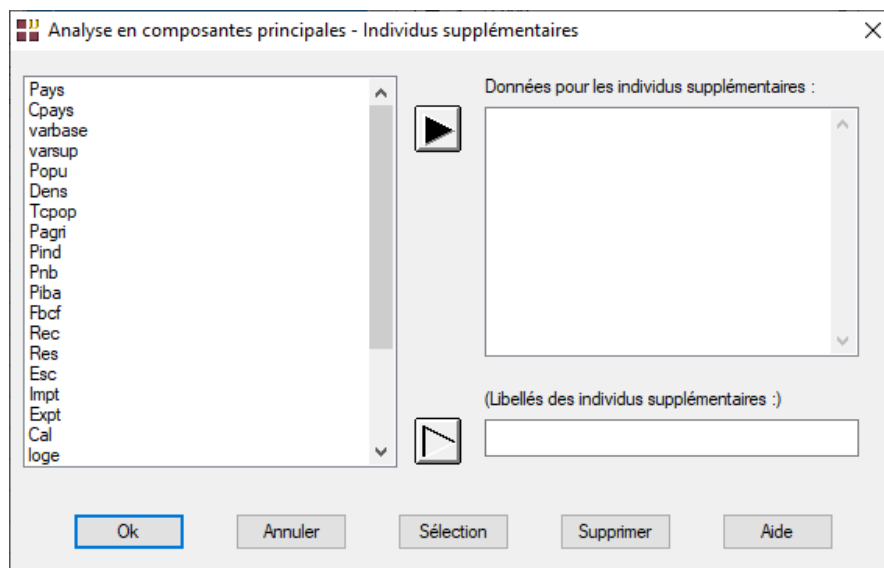 Analyse en composantes principales - Individus supplémentaires
Pays
Cpays
varbase
varsup
Popu
Dens
Tcpop
Pagri
Pind
Pnb
Piba
Fbcf
Rec
Res
Esc
Impt
Expt
Cal
loge
Données pour les individus supplémentaires :
(Libellés des individus supplémentaires :)
Ok
Annuler
Sélection
Supprimer
Aide